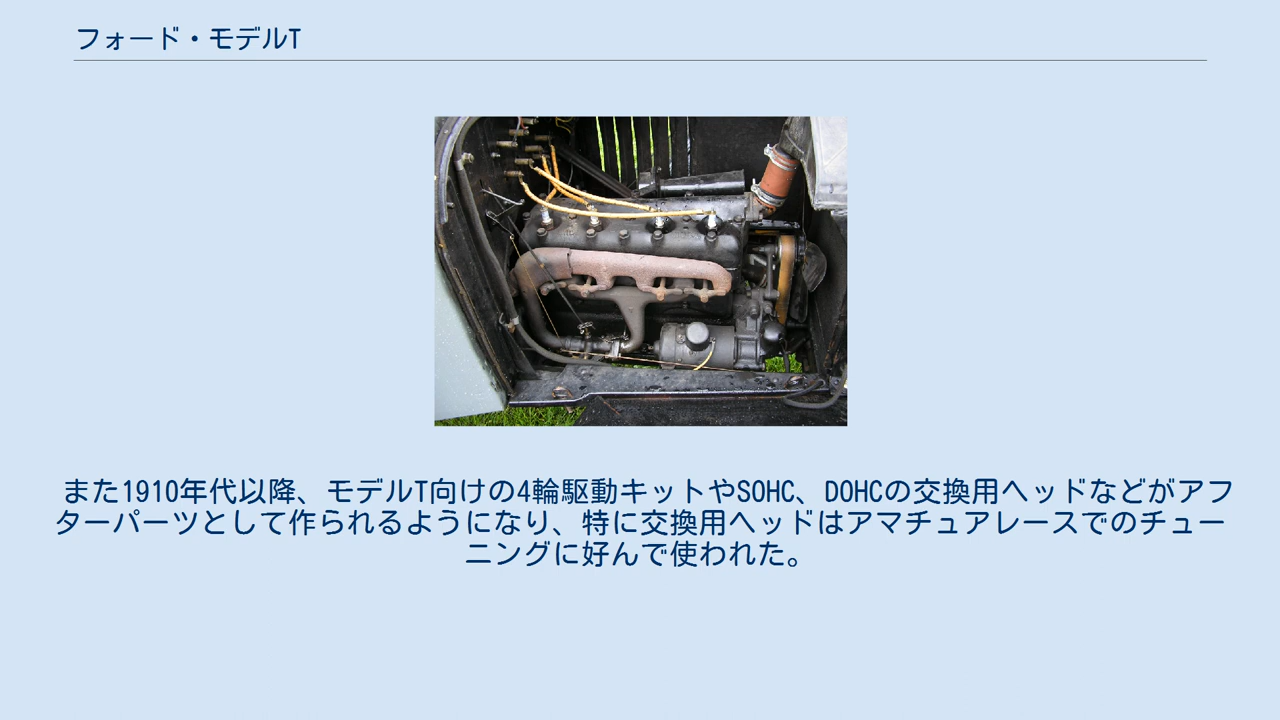 フォード・モデルT
また1910年代以降、モデルT向けの4輪駆動キットやSOHC、DOHCの交換用ヘッドなどがアフ
ターパーツとして作られるようになり、特に交換用ヘッドはアマチュアレースでのチュー
ニングに好んで使われた。